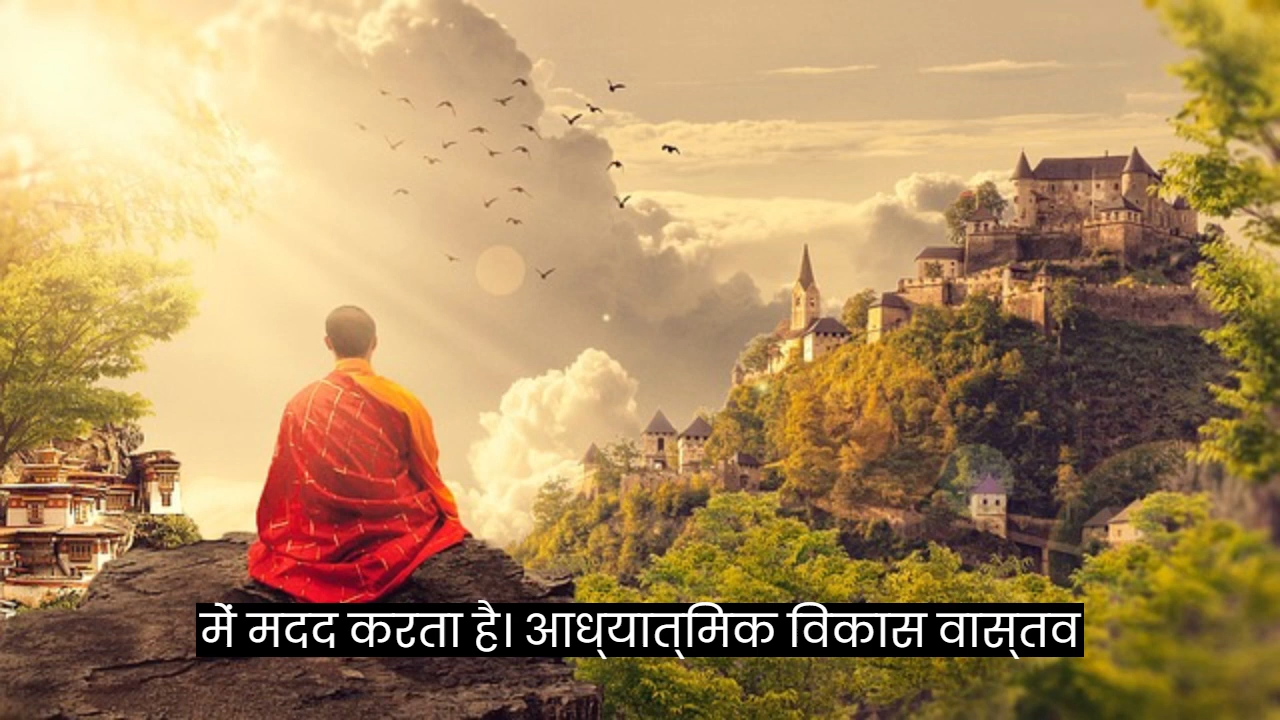 में मदद करता है। आध्यात्मिक विकास वास्तव